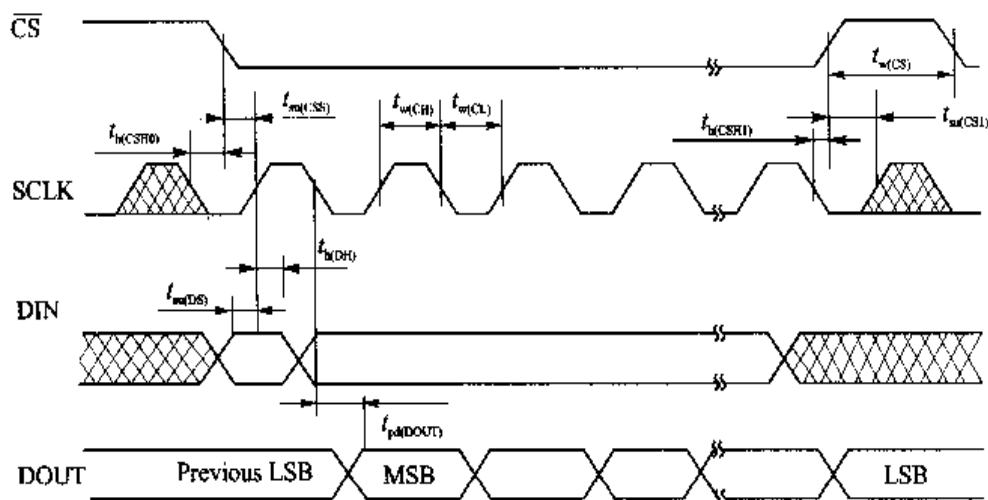 CS
t_w(CS)
t_su(CSS)
t_w(CH)
t_w(CL)
t_su(CS1)
t_h(CSH0)
t_h(CSH1)
SCLK
t_h(DH)
t_su(DS)
DIN
t_pd(DOUT)
DOUT
Previous LSB
MSB
LSB